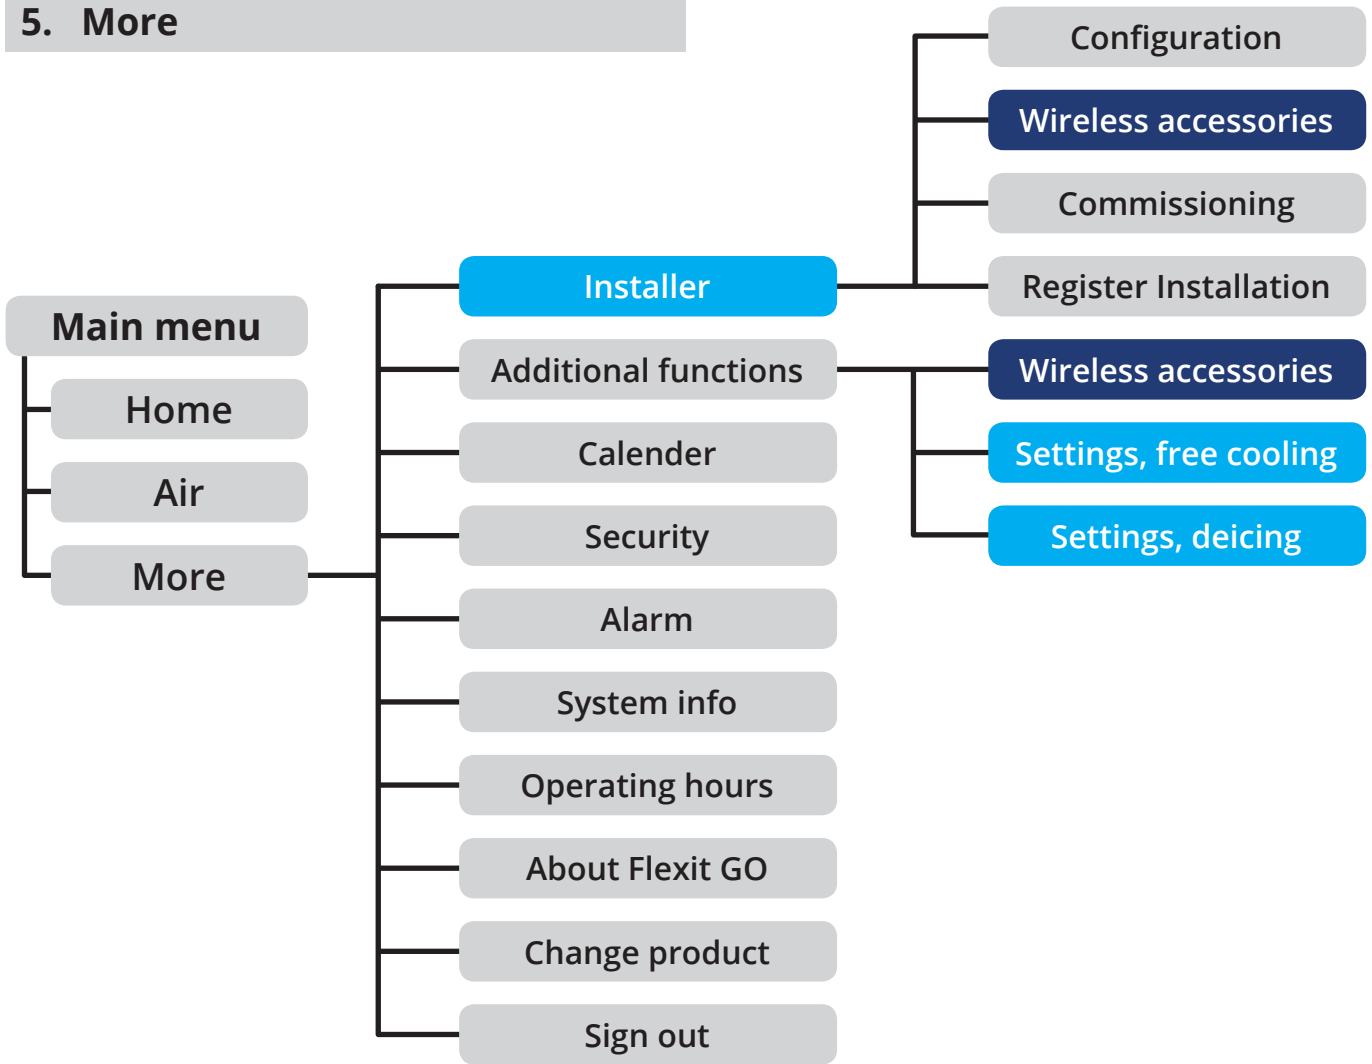 5. More
Main menu
Home
Air
More
Installer
Additional functions
Calender
Security
Alarm
System info
Operating hours
About Flexit GO
Change product
Sign out
Configuration
Wireless accessories
Commissioning
Register Installation
Wireless accessories
Settings, free cooling
Settings, deicing